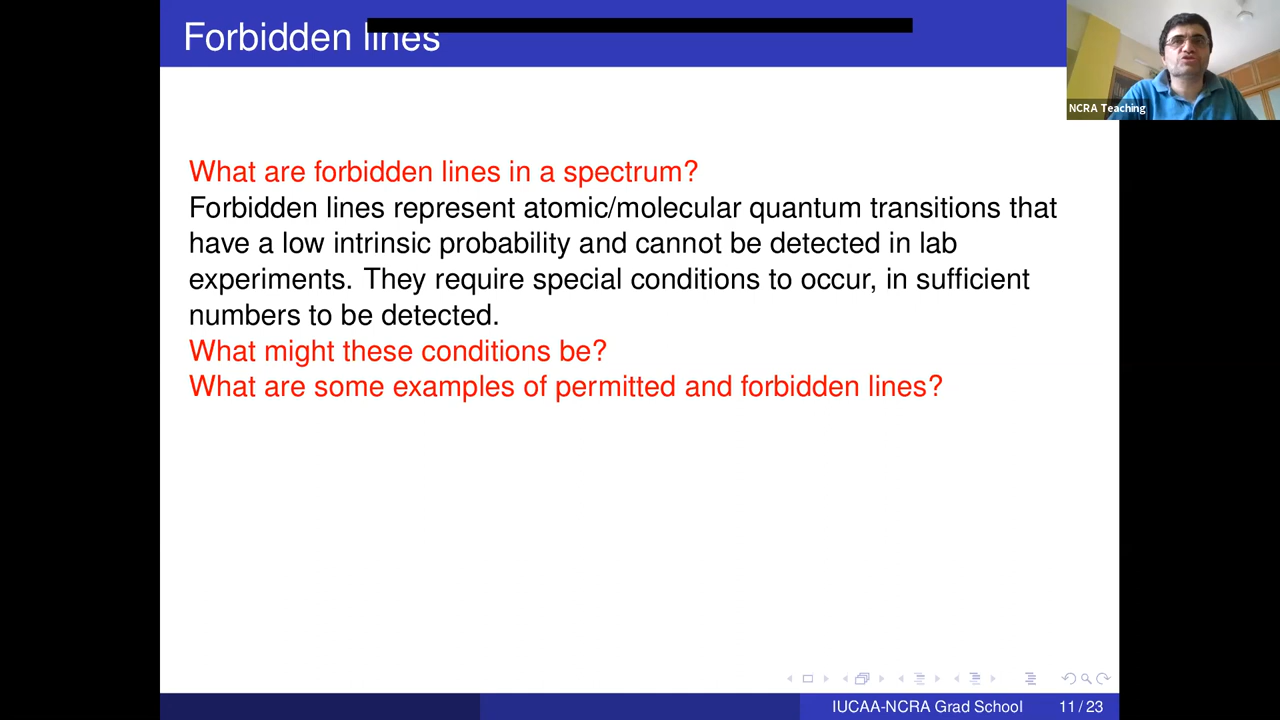 Forbidden lines
NCRA Teaching
What are forbidden lines in a spectrum?
Forbidden lines represent atomic/molecular quantum transitions that
have a low intrinsic probability and cannot be detected in lab
experiments. They require special conditions to occur, in sufficient
numbers to be detected.
What might these conditions be?
What are some examples of permitted and forbidden lines?
IUCAA-NCRA Grad School
11 / 23